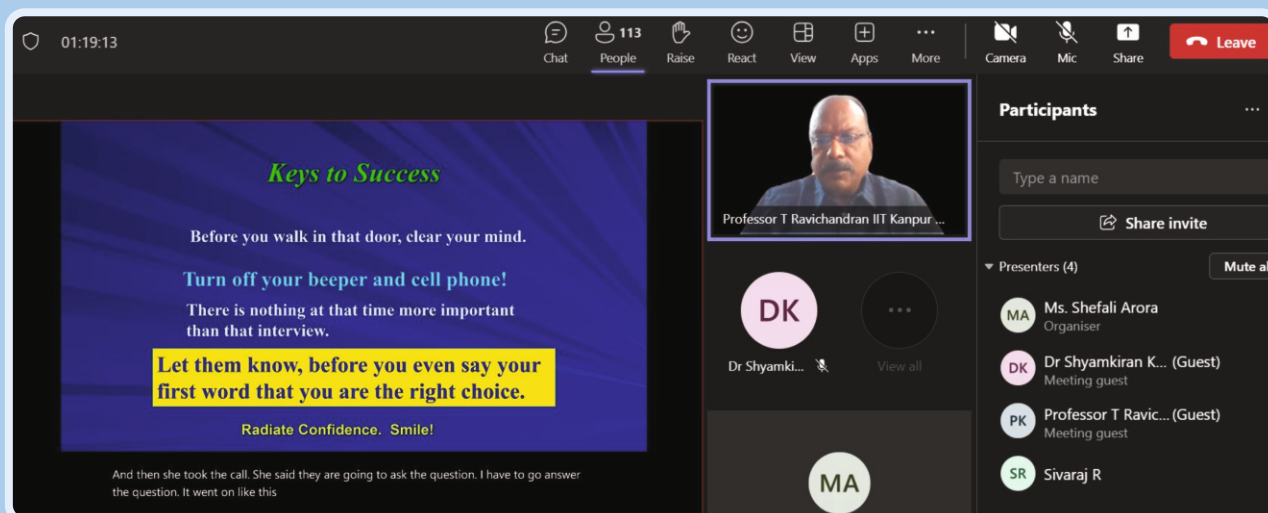 01:19:13
Chat
113
People
Raise
React
View
Apps
More
Camera
Mic
Share
Leave
Keys to Success
Before you walk in that door, clear your mind.
Turn off your beeper and cell phone!
There is nothing at that time more important
than that interview.
Let them know, before you even say your
first word that you are the right choice.
Radiate Confidence. Smile!
And then she took the call. She said they are going to ask the question. I have to go answer
the question. It went on like this
Professor T Ravichandran IIT Kanpur ...
DK
Dr Shyamki...
View all
MA
Participants
Type a name
Share invite
Presenters (4)
Mute al
MA
Ms. Shefali Arora
Organiser
DK
Dr Shyamkiran K... (Guest)
Meeting guest
PK
Professor T Ravic... (Guest)
Meeting guest
SR
Sivaraj R